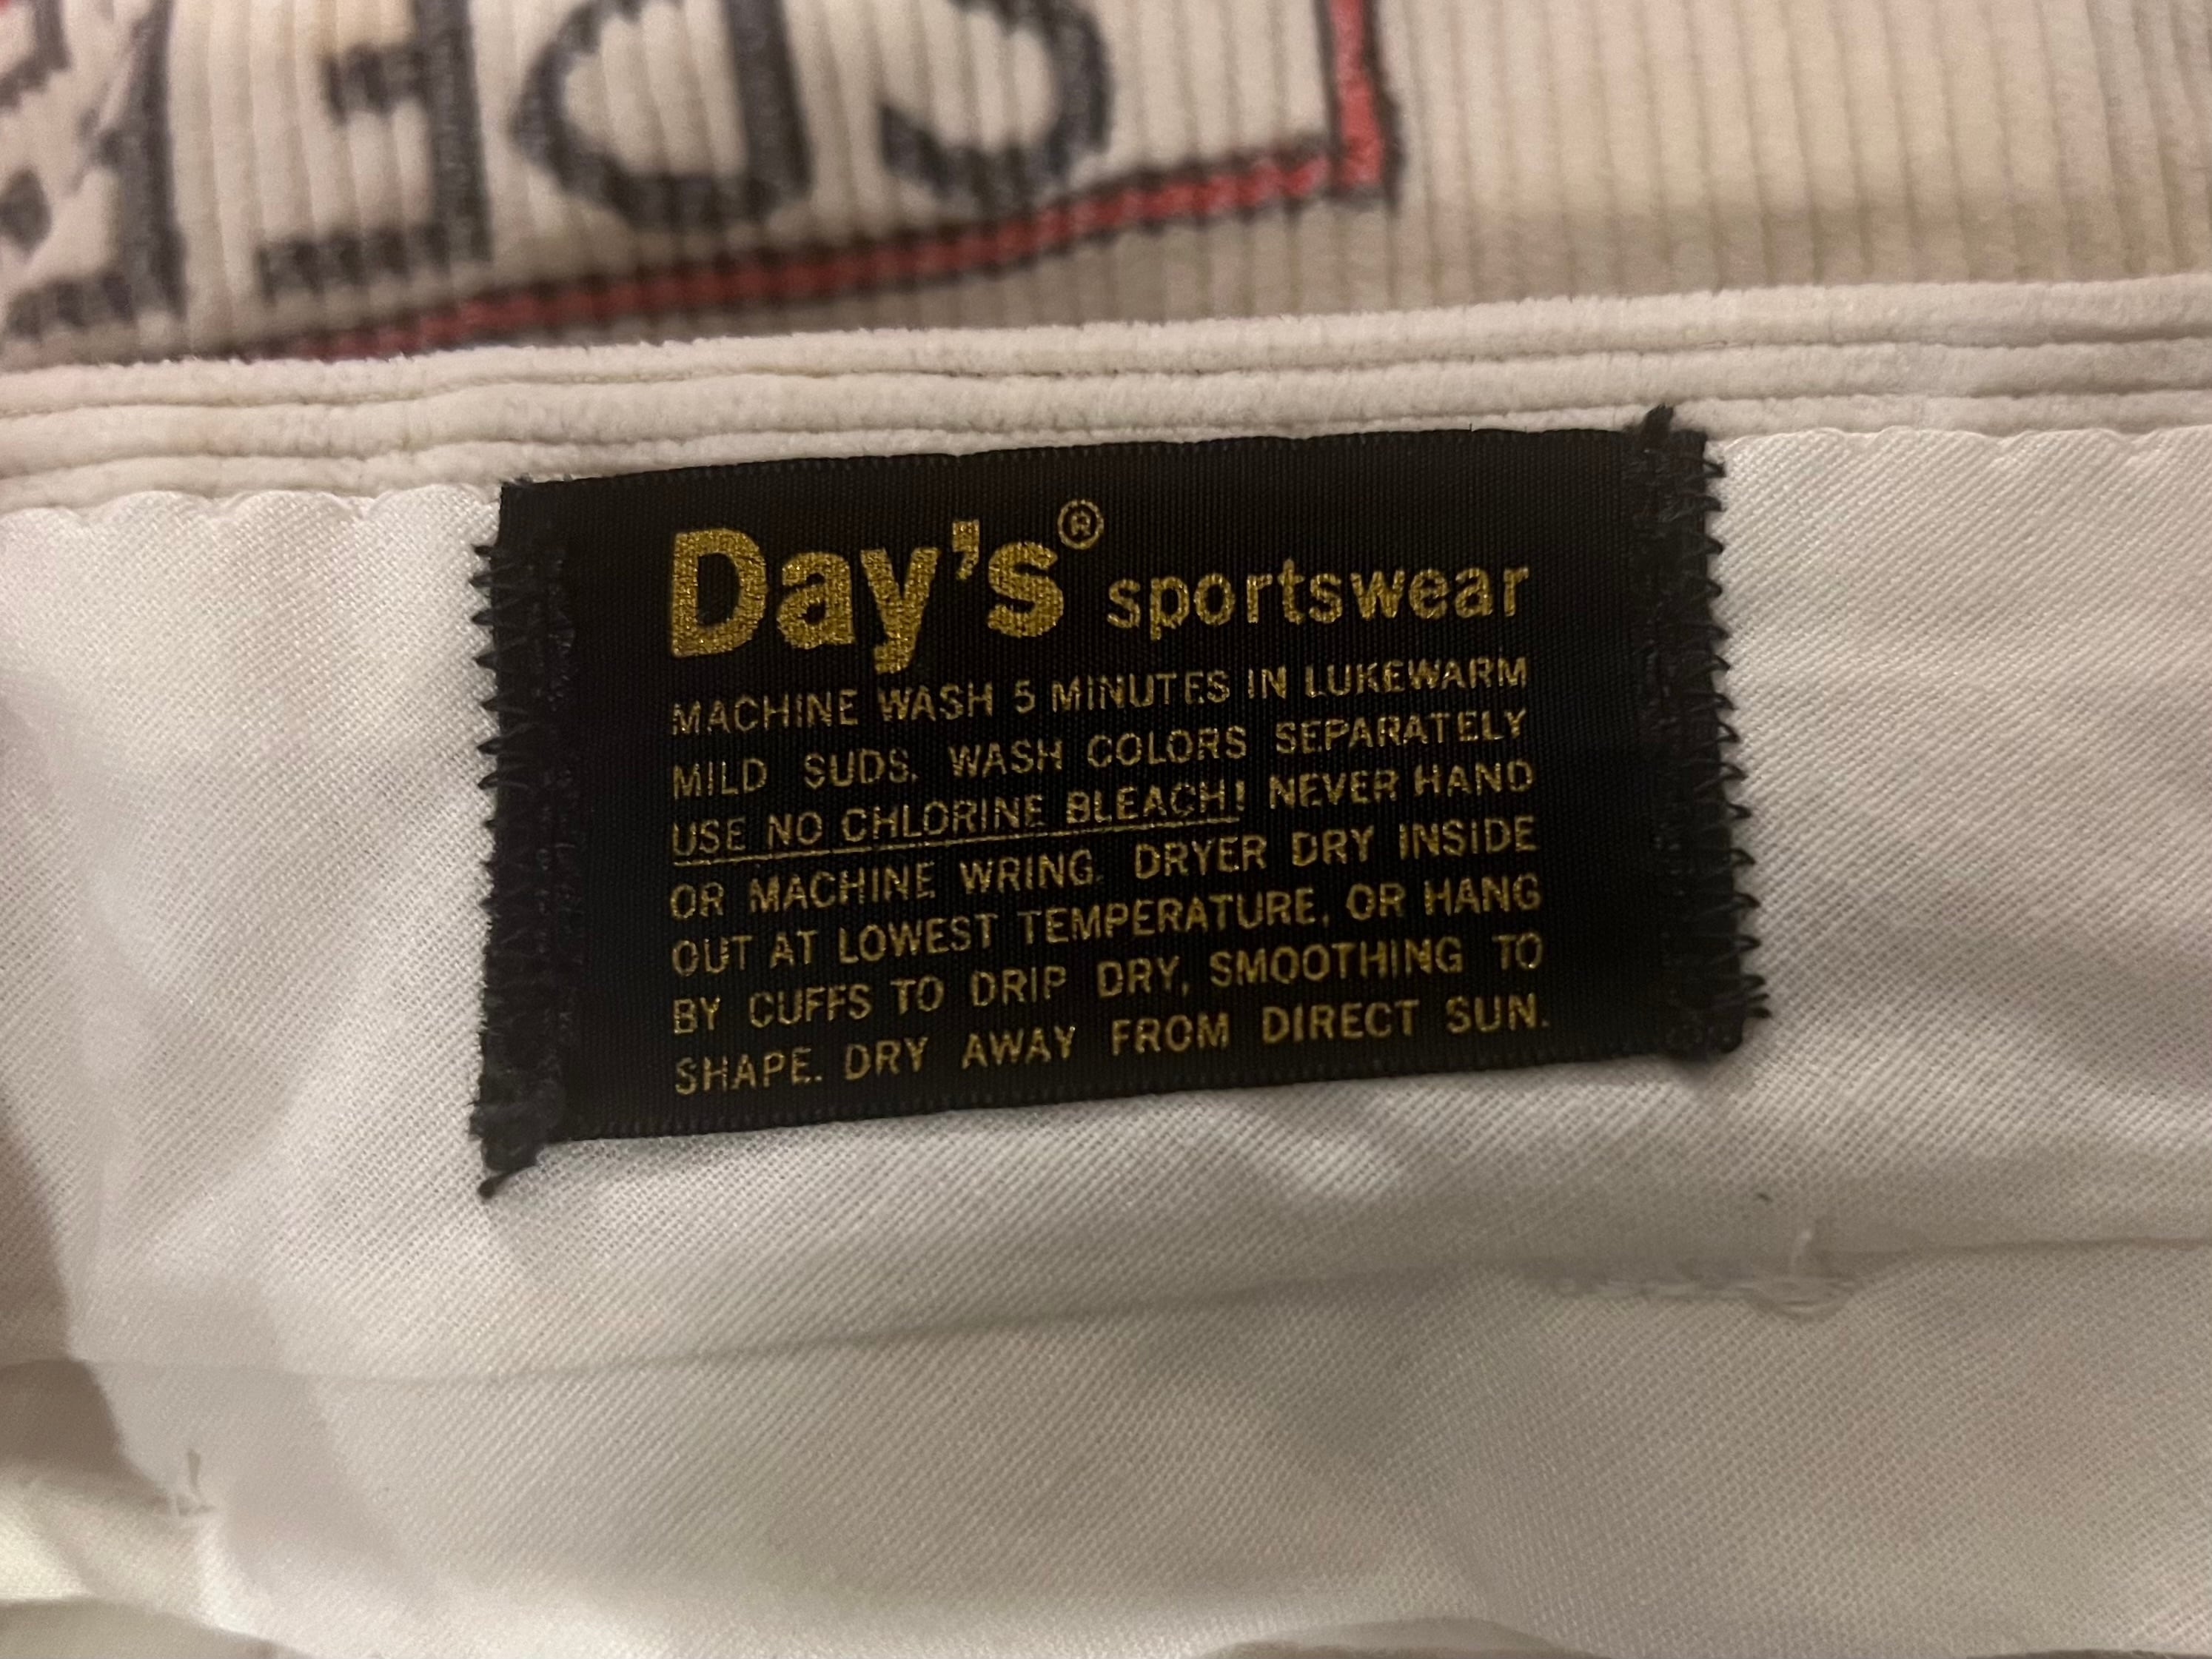 Day's® sportswear
MACHINE WASH 5 MINUTES IN LUKEWARM
MILD SUDS. WASH COLORS SEPARATELY
USE NO CHLORINE BLEACH! NEVER HAND
OR MACHINE WRING. DRYER DRY INSIDE
OUT AT LOWEST TEMPERATURE, OR HANG
BY CUFFS TO DRIP DRY, SMOOTHING TO
SHAPE. DRY AWAY FROM DIRECT SUN.